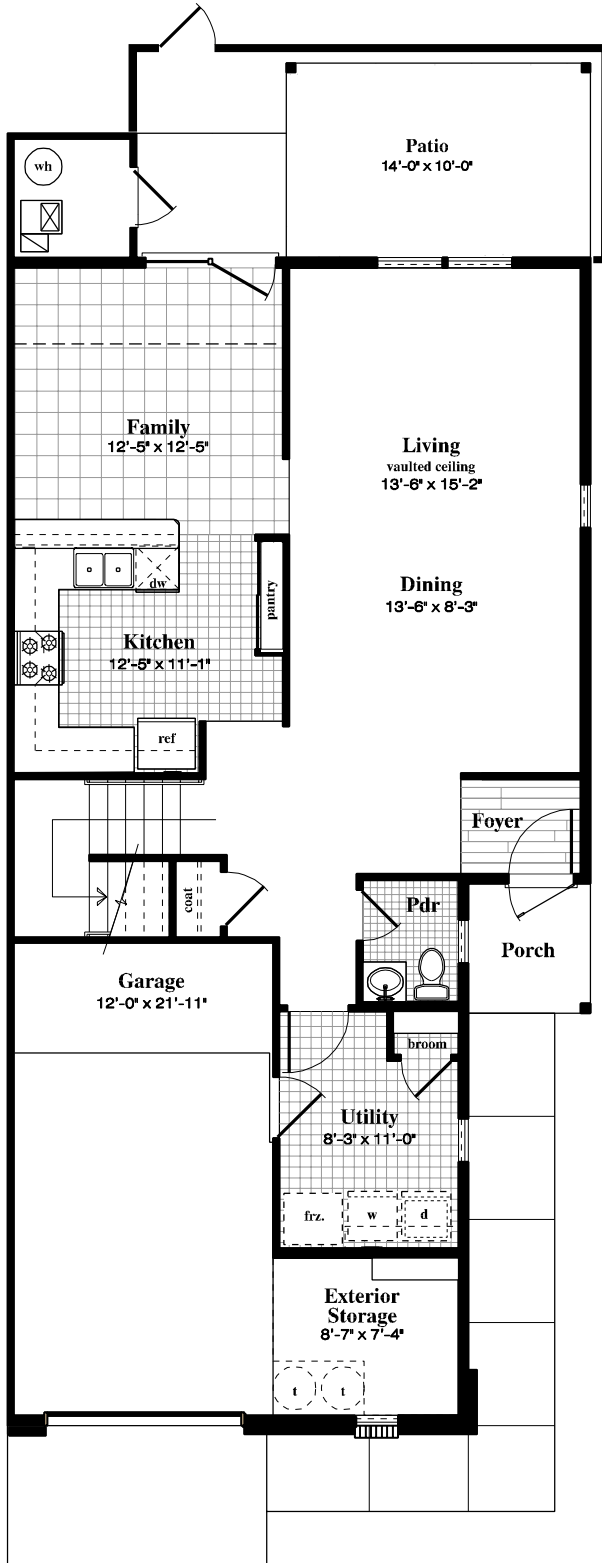 Patio
14'-0" x 10'-0"
wh
Family
12'-5" x 12'-5"
Living
vaulted ceiling
13'-6" x 15'-2"
Dining
13'-6" x 8'-3"
dw
pantry
Kitchen
12'-5" x 11'-1"
ref
Foyer
coat
Pdr
Porch
Garage
12'-0" x 21'-11"
broom
Utility
8'-3" x 11'-0"
frz.
w
d
Exterior
Storage
8'-7" x 7'-4"
t
t